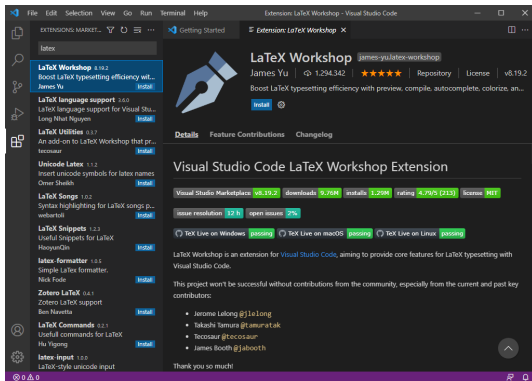 File Edit Selection View Go Run Terminal Help Extension: LaTeX Workshop - Visual Studio Code
EXTENSIONS: MARKET...
latex
LaTeX Workshop 8.19.2
Boost LaTeX typesetting efficiency wit...
James Yu Install
LaTeX language support 3.6.0
LaTeX language support for Visual Stu...
Long Nhat Nguyen Install
LaTeX Utilities 0.3.7
An add-on to LaTeX Workshop that pr...
tecosaur Install
Unicode Latex 1.1.2
Insert unicode symbols for latex names
Omer Sheikh Install
LaTeX Songs 1.0.2
Syntax highlighting for LaTeX songs p...
webartoli Install
LaTeX Snippets 1.2.3
Useful Snippets for LaTeX
HaoyunQin Install
latex-formatter 1.0.5
Simple LaTex formatter.
Nick Fode Install
Zotero LaTeX 0.4.1
Zotero LaTeX support
Ben Navetta Install
LaTeX Commands 0.2.1
Usefull commands for LaTeX
Hu Yigong Install
latex-input 1.0.0
LaTeX-style unicode input
0 0
Getting Started Extension: LaTeX Workshop
LaTeX Workshop james-yu.latex-workshop
James Yu 1.294.342 Repository License v8.19.2
Boost LaTeX typesetting efficiency with preview, compile, autocomplete, colorize, an...
Install
Details Feature Contributions Changelog
Visual Studio Code LaTeX Workshop Extension
Visual Studio Marketplace v8.19.2 downloads 9.76M installs 1.29M rating 4.79/5 (213) license MIT
issue resolution 12 h open issues 2%
TeX Live on Windows passing TeX Live on macOS passing TeX Live on Linux passing
LaTeX Workshop is an extension for Visual Studio Code, aiming to provide core features for LaTeX typesetting with
Visual Studio Code.
This project won't be successful without contributions from the community, especially from the current and past key
contributors:
Jerome Lelong @jlelong
Takashi Tamura @tamuratak
Tecosaur @tecosaur
James Booth @jabooth
Thank you so much!